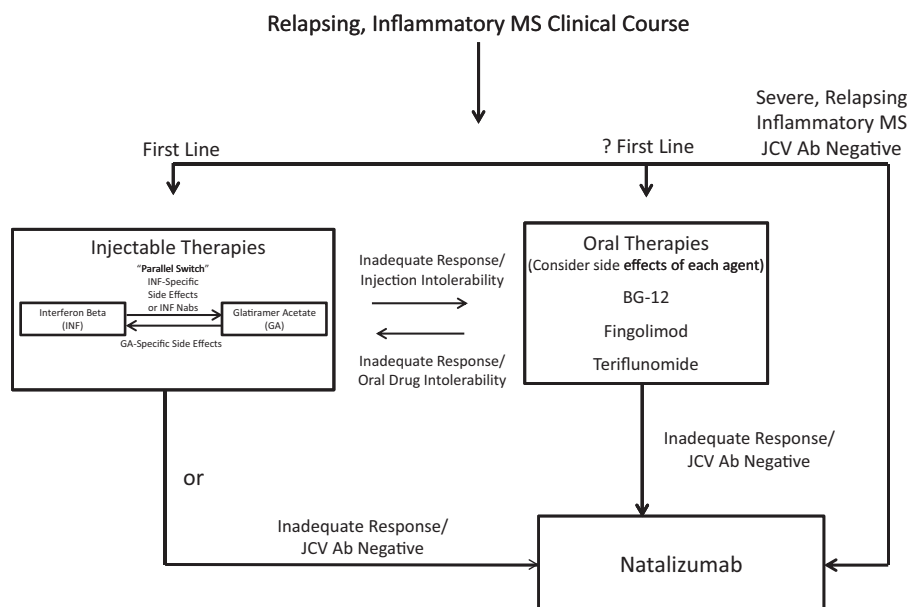 Relapsing, Inflammatory MS Clinical Course
Severe, Relapsing
Inflammatory MS
JCV Ab Negative
First Line
? First Line
Injectable Therapies
"Parallel Switch"
INF-Specific
Side Effects
or INF Nabs
Interferon Beta
(INF)
Glatiramer Acetate
(GA)
GA-Specific Side Effects
Inadequate Response/
Injection Intolerability
Inadequate Response/
Oral Drug Intolerability
Oral Therapies
(Consider side effects of each agent)
BG-12
Fingolimod
Teriflunomide
Inadequate Response/
JCV Ab Negative
or
Inadequate Response/
JCV Ab Negative
Natalizumab